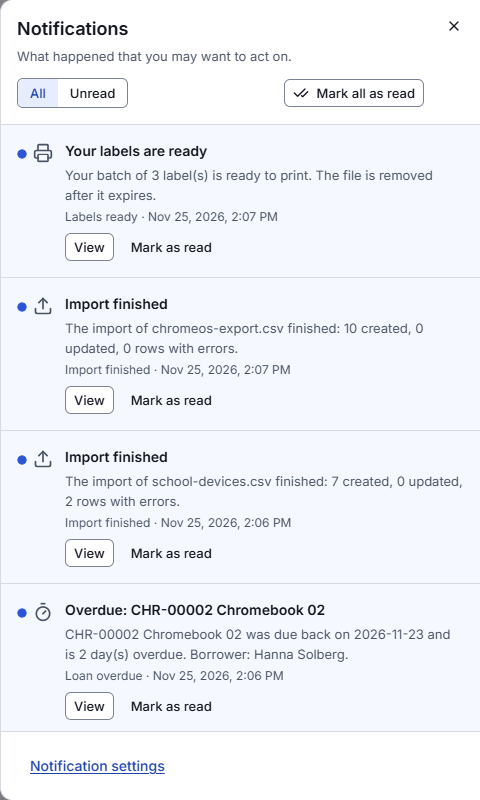 Notifications
What happened that you may want to act on.
All
Unread
Mark all as read
Your labels are ready
Your batch of 3 label(s) is ready to print. The file is removed
after it expires.
Labels ready · Nov 25, 2026, 2:07 PM
View
Mark as read
Import finished
The import of chromeos-export.csv finished: 10 created, 0
updated, 0 rows with errors.
Import finished · Nov 25, 2026, 2:07 PM
View
Mark as read
Import finished
The import of school-devices.csv finished: 7 created, 0 updated,
2 rows with errors.
Import finished · Nov 25, 2026, 2:06 PM
View
Mark as read
Overdue: CHR-00002 Chromebook 02
CHR-00002 Chromebook 02 was due back on 2026-11-23 and
is 2 day(s) overdue. Borrower: Hanna Solberg.
Loan overdue · Nov 25, 2026, 2:06 PM
View
Mark as read
Notification settings